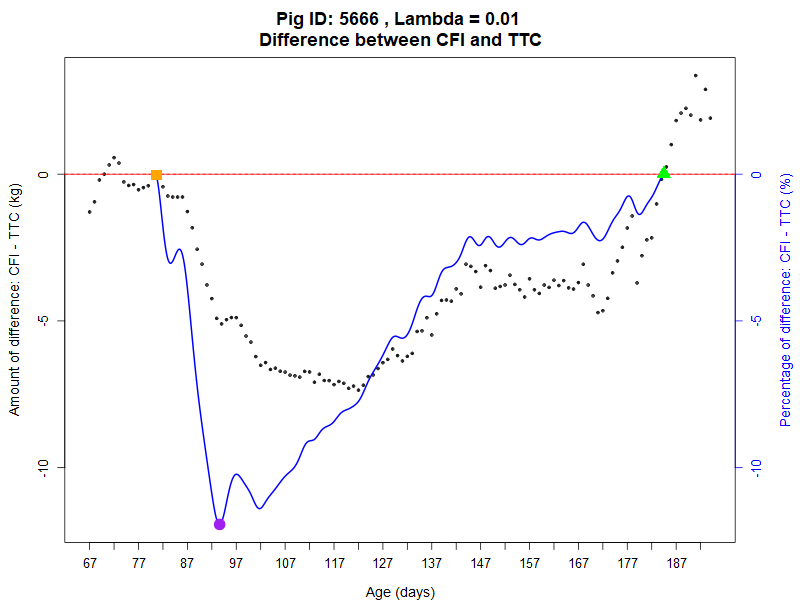 Pig ID: 5666 , Lambda = 0.01
Difference between CFI and TTC
Amount of difference: CFI - TTC (kg)
0
-5
-10
0
-5
-10
Percentage of difference: CFI - TTC (%)
67 77 87 97 107 117 127 137 147 157 167 177 187
Age (days)